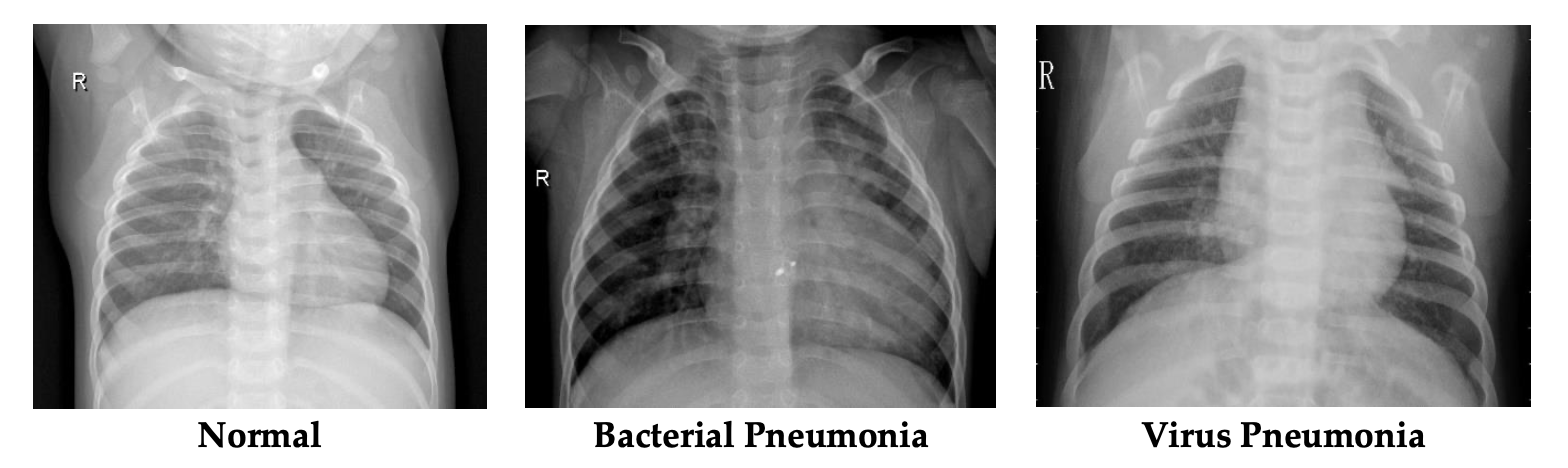 R
R
R
Normal
Bacterial Pneumonia
Virus Pneumonia